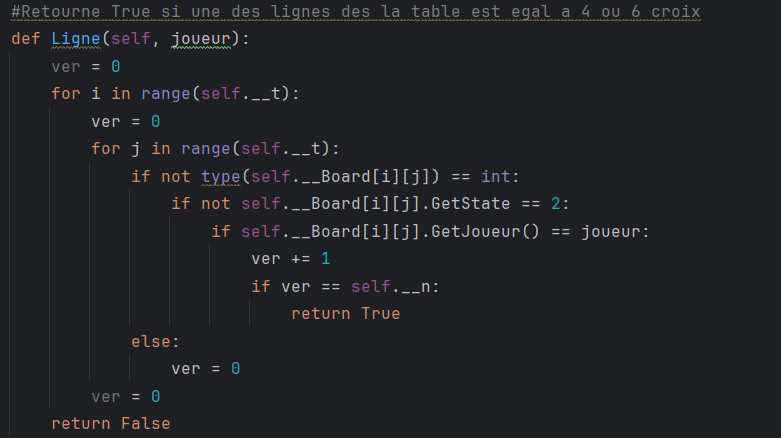 #Retourne True si une des lignes des la table est egal a 4 ou 6 croix
def Ligne(self, joueur):
    ver = 0
    for i in range(self.__t):
        ver = 0
        for j in range(self.__t):
            if not type(self.__Board[i][j]) == int:
                if not self.__Board[i][j].GetState == 2:
                    if self.__Board[i][j].GetJoueur() == joueur:
                        ver += 1
                        if ver == self.__n:
                            return True
            else:
                ver = 0
        ver = 0
    return False